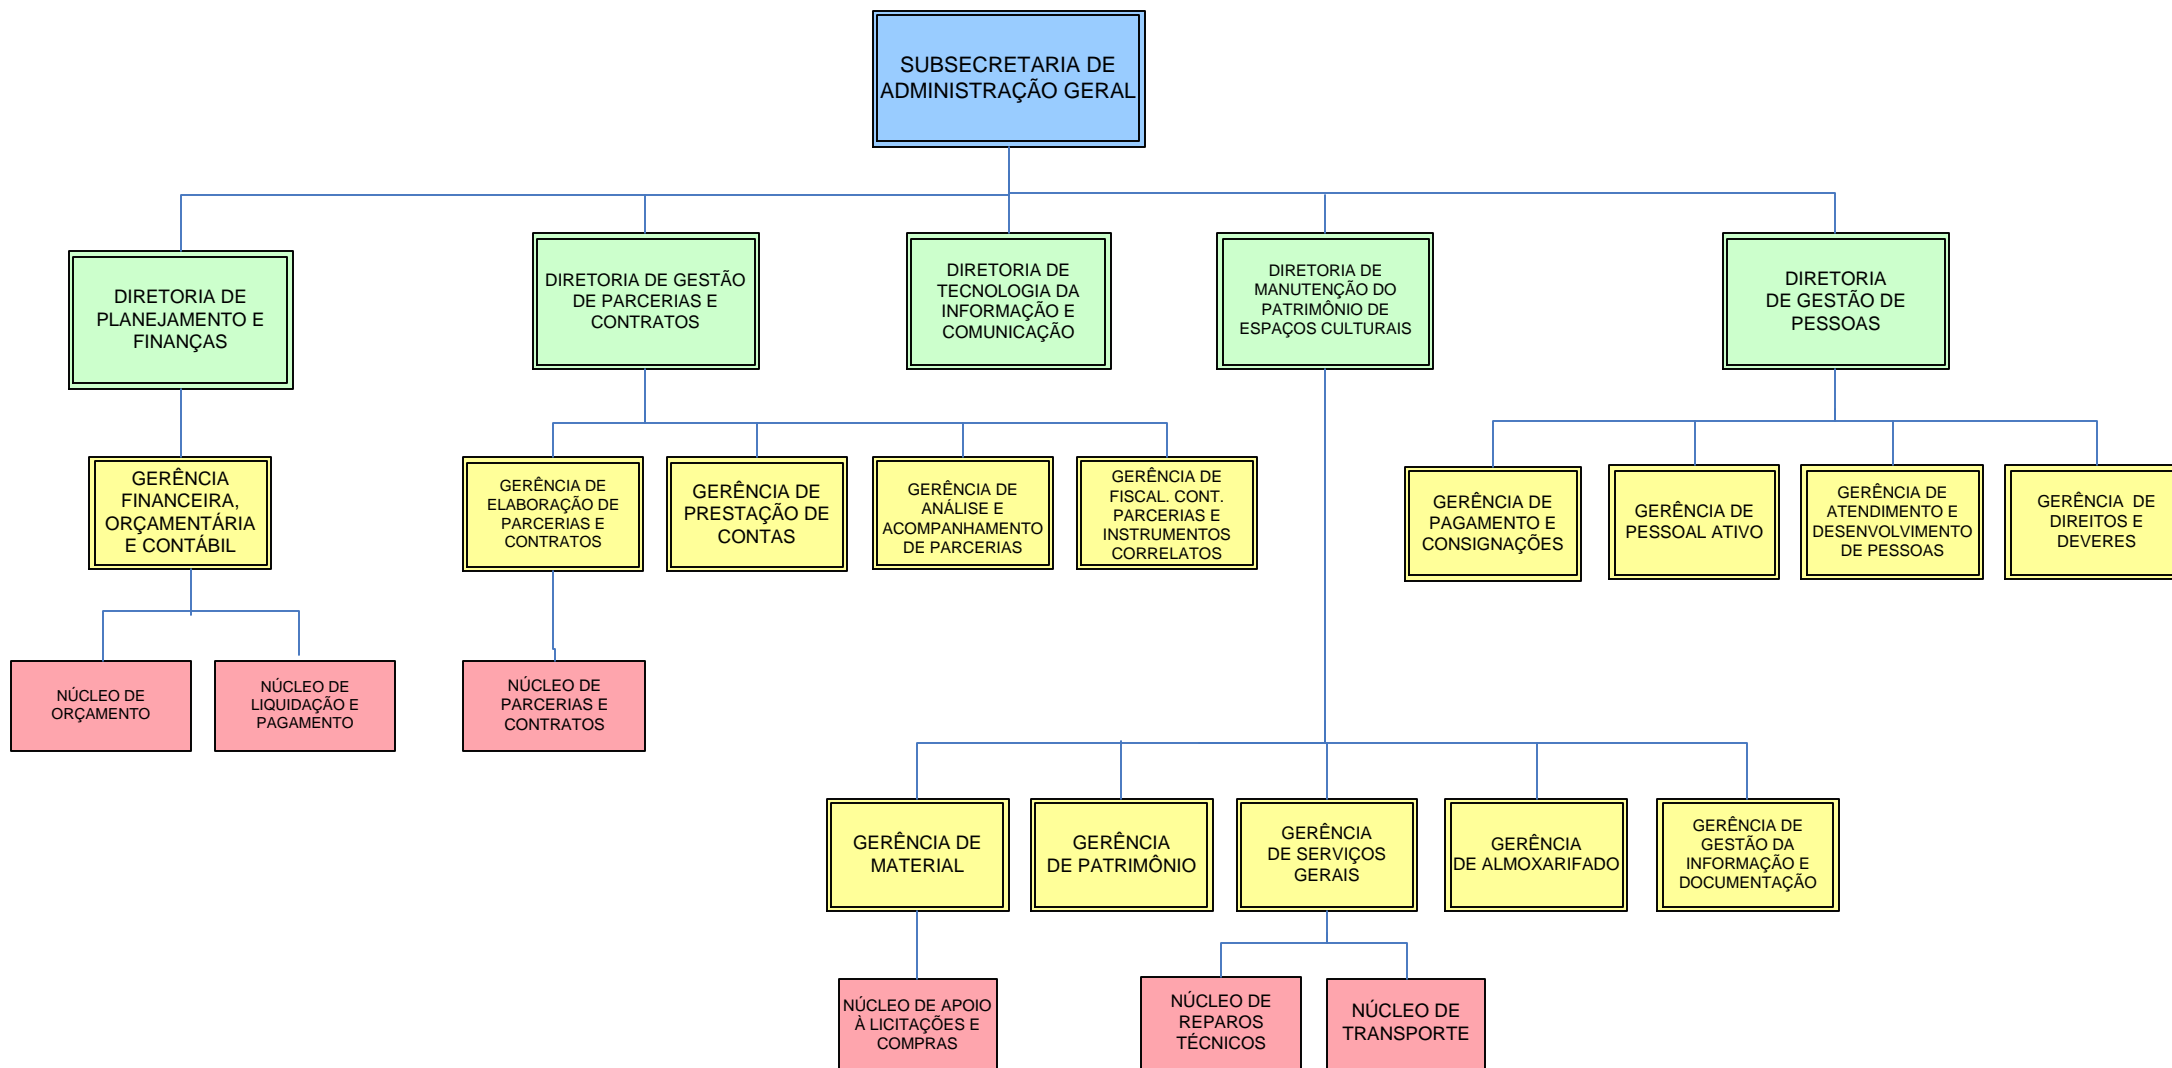 SUBSECRETARIA DE
ADMINISTRAÇÃO GERAL
DIRETORIA DE
PLANEJAMENTO E
FINANÇAS
DIRETORIA DE GESTÃO
DE PARCERIAS E
CONTRATOS
DIRETORIA DE
TECNOLOGIA DA
INFORMAÇÃO E
COMUNICAÇÃO
DIRETORIA DE
MANUTENÇÃO DO
PATRIMÔNIO DE
ESPAÇOS CULTURAIS
DIRETORIA
DE GESTÃO DE
PESSOAS
GERÊNCIA
FINANCEIRA,
ORÇAMENTÁRIA
E CONTÁBIL
GERÊNCIA DE
ELABORAÇÃO DE
PARCERIAS E
CONTRATOS
GERÊNCIA DE
PRESTAÇÃO DE
CONTAS
GERÊNCIA DE
ANÁLISE E
ACOMPANHAMENTO
DE PARCERIAS
GERÊNCIA DE
FISCAL. CONT.
PARCERIAS E
INSTRUMENTOS
CORRELATOS
GERÊNCIA DE
PAGAMENTO E
CONSIGNAÇÕES
GERÊNCIA DE
PESSOAL ATIVO
GERÊNCIA DE
ATENDIMENTO E
DESENVOLVIMENTO
DE PESSOAS
GERÊNCIA DE
DIREITOS E
DEVERES
NÚCLEO DE
ORÇAMENTO
NÚCLEO DE
LIQUIDAÇÃO E
PAGAMENTO
NÚCLEO DE
PARCERIAS E
CONTRATOS
GERÊNCIA DE
MATERIAL
GERÊNCIA
DE PATRIMÔNIO
GERÊNCIA
DE SERVIÇOS
GERAIS
GERÊNCIA
DE ALMOXARIFADO
GERÊNCIA DE
GESTÃO DA
INFORMAÇÃO E
DOCUMENTAÇÃO
NÚCLEO DE APOIO
À LICITAÇÕES E
COMPRAS
NÚCLEO DE
REPAROS
TÉCNICOS
NÚCLEO DE
TRANSPORTE